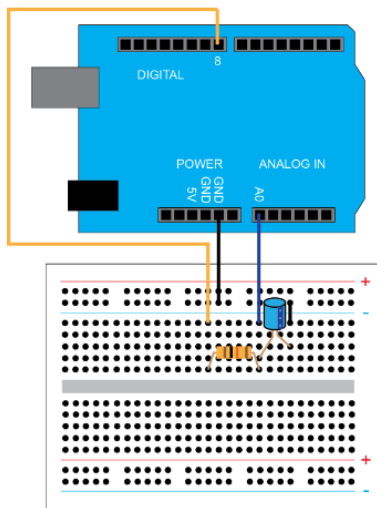 8
DIGITAL
POWER ANALOG IN
5V GND GND A0
+
-
+
-